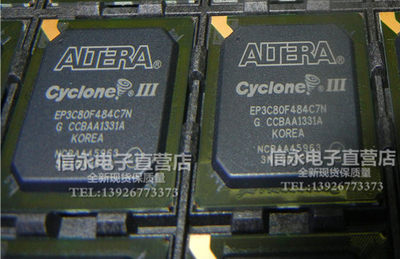 ALTERA®
Cyclone® III
EP3C80F484C7N
G CCBAA1331A
KOREA
NCBAA45963
信永电子直营店
全新现货保质量
TEL:13926773373
ALTERA®
Cyclone® III
EP3C80F484C7N
G CCBAA1331A
KOREA
NCBAA45963
信永电子直营店
全新现货保质量
TEL:13926773373